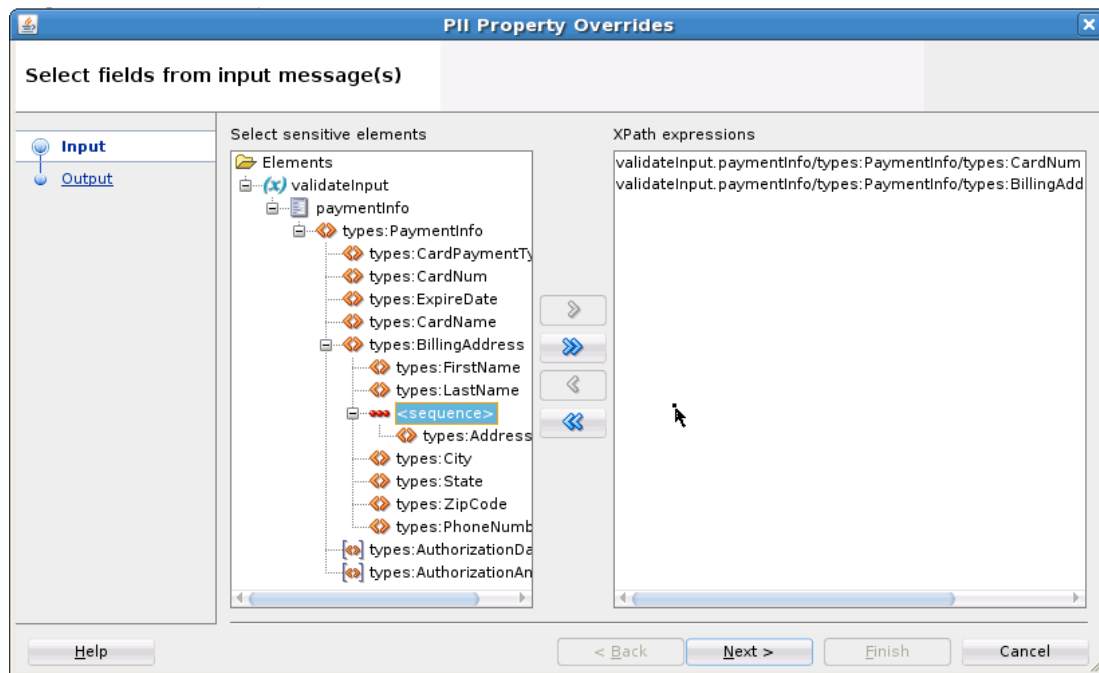 PII Property Overrides
Select fields from input message(s)
Input
Output
Select sensitive elements
Elements
(x) validateInput
paymentInfo
types:PaymentInfo
types:CardPaymentTy
types:CardNum
types:ExpireDate
types:CardName
types:BillingAddress
types:FirstName
types:LastName
<sequence>
types:Address
types:City
types:State
types:ZipCode
types:PhoneNumb
types:AuthorizationDa
types:AuthorizationAn
XPath expressions
validateInput.paymentInfo/types:PaymentInfo/types:CardNum
validateInput.paymentInfo/types:PaymentInfo/types:BillingAdd
Help
< Back
Next >
Finish
Cancel